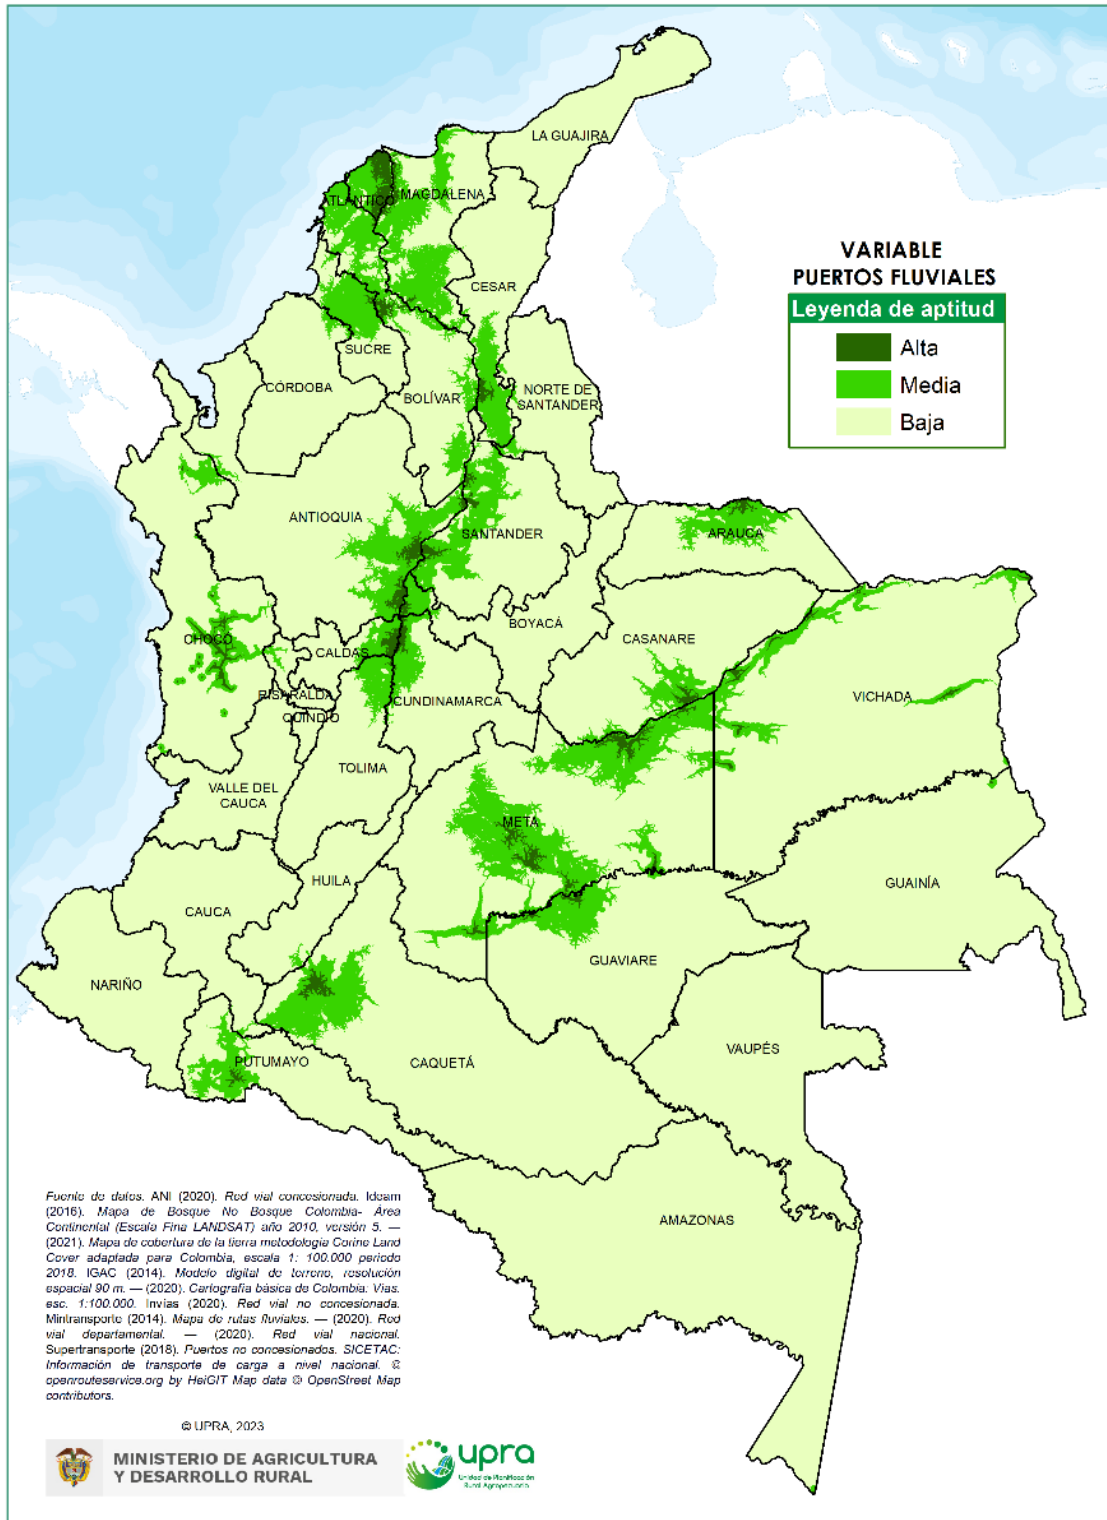 LA GUAJIRA
ATLÁNTICO
MAGDALENA
VARIABLE
PUERTOS FLUVIALES
Leyenda de aptitud
Alta
Media
Baja
CESAR
SUCRE
CÓRDOBA
BOLÍVAR
NORTE DE
SANTANDER
ANTIOQUIA
SANTANDER
ARAUCA
BOYACÁ
CHOCÓ
CASANARE
CALDAS
RISARALDA
CUNDINAMARCA
VICHADA
QUINDIO
TOLIMA
VALLE DEL
CAUCA
META
HUILA
GUAINÍA
CAUCA
GUAVIARE
NARIÑO
VAUPÉS
PUTUMAYO
CAQUETÁ
AMAZONAS
Fuente de datos. ANI (2020). Red vial concesionada. Ideam
(2016). Mapa de Bosque No Bosque Colombia- Área
Continental (Escala Fina LANDSAT) año 2010, versión 5. —
(2021). Mapa de cobertura de la tierra metodología Corine Land
Cover adaptada para Colombia, escala 1: 100.000 periodo
2018. IGAC (2014). Modelo digital de terreno, resolución
espacial 90 m. — (2020). Cartografía básica de Colombia: Vías.
esc. 1:100.000. Invías (2020). Red vial no concesionada.
Mintransporte (2014). Mapa de rutas fluviales. — (2020). Red
vial departamental. — (2020). Red vial nacional.
Supertransporte (2018). Puertos no concesionados. SICETAC:
Información de transporte de carga a nivel nacional. ©
openrouteservice.org by HeiGIT Map data © OpenStreet Map
contributors.
© UPRA, 2023
MINISTERIO DE AGRICULTURA
Y DESARROLLO RURAL
upra
Unidad de Planificación
Rural Agropecuaria